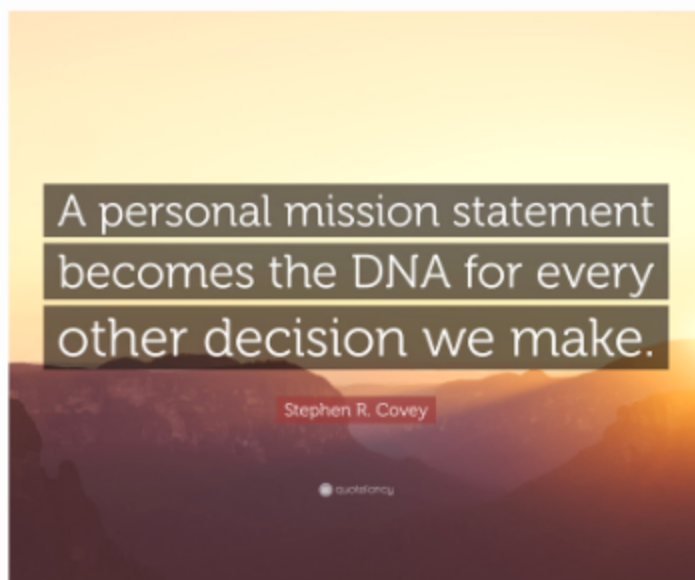 A personal mission statement
becomes the DNA for every
other decision we make.
Stephen R. Covey
quotefancy